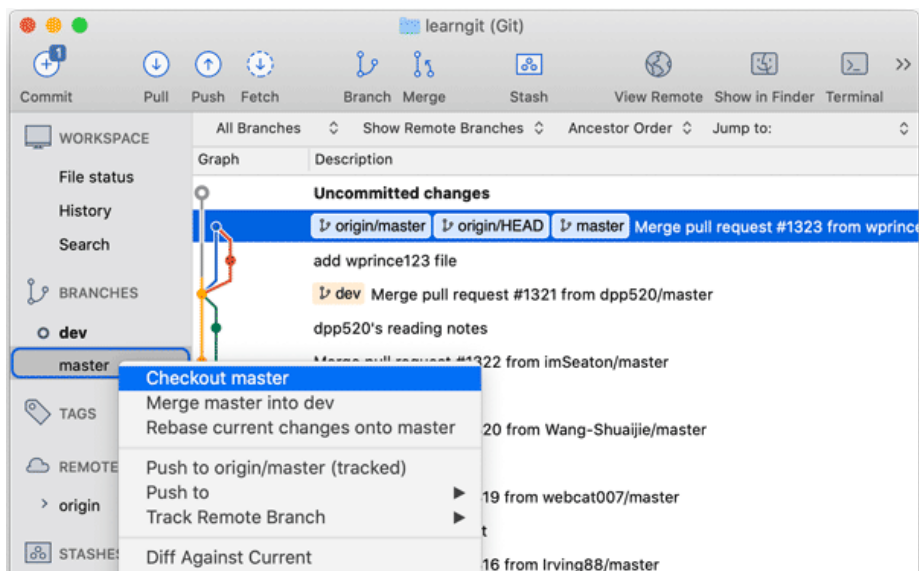 learngit (Git)
1
Commit Pull Push Fetch Branch Merge Stash View Remote Show in Finder Terminal
WORKSPACE
File status
History
Search
BRANCHES
dev
master
TAGS
REMOTE
origin
STASHES
All Branches Show Remote Branches Ancestor Order Jump to:
Graph Description
Uncommitted changes
origin/master origin/HEAD master Merge pull request #1323 from wprince
add wprince123 file
dev Merge pull request #1321 from dpp520/master
dpp520's reading notes
Merge pull request #1322 from imSeaton/master
20 from Wang-Shuaijie/master
19 from webcat007/master
t
16 from Irving88/master
Checkout master
Merge master into dev
Rebase current changes onto master
Push to origin/master (tracked)
Push to
Track Remote Branch
Diff Against Current